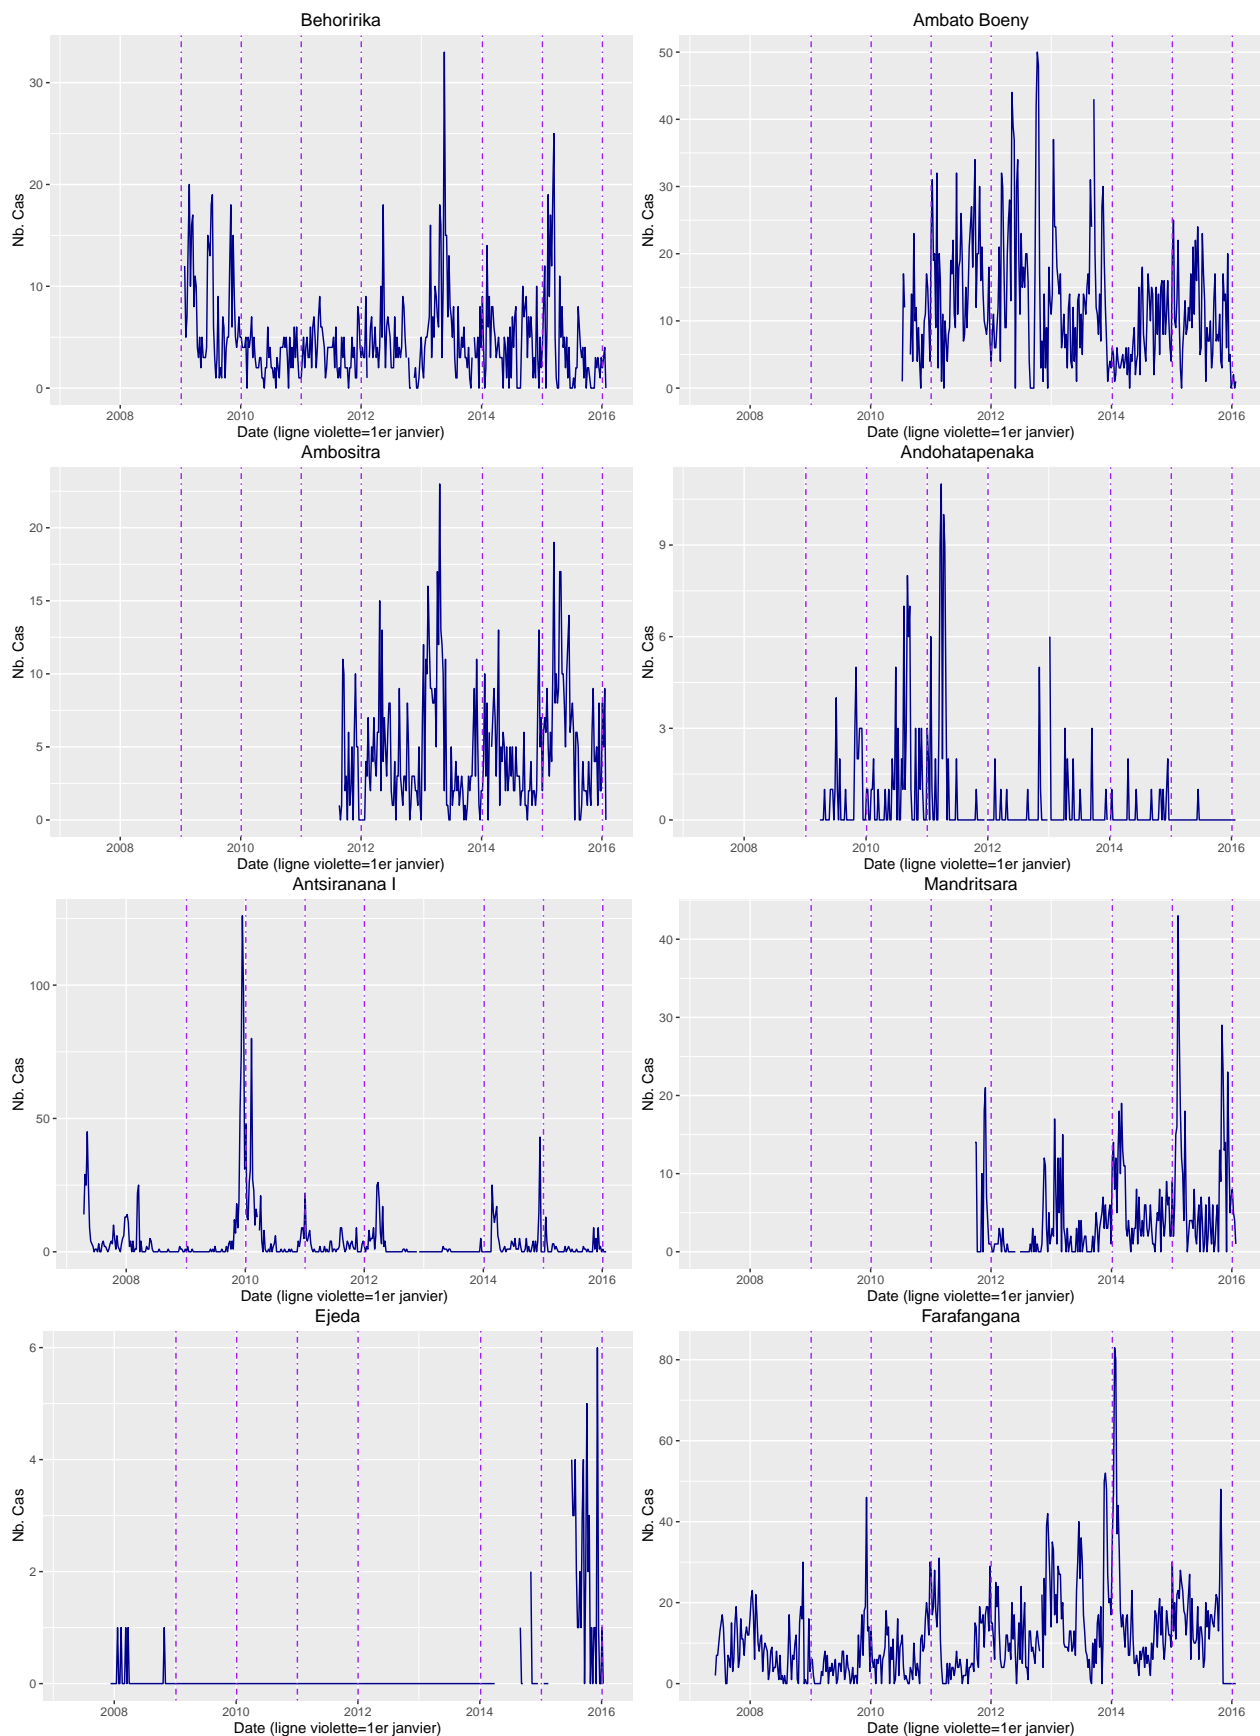 Behoririka
Nb. Cas
30
20
10
0
2008 2010 2012 2014 2016
Date (ligne violette=1er janvier)
Ambato Boeny
Nb. Cas
50
40
30
20
10
0
2008 2010 2012 2014 2016
Date (ligne violette=1er janvier)
Ambositra
Nb. Cas
20
15
10
5
0
2008 2010 2012 2014 2016
Date (ligne violette=1er janvier)
Andohatapenaka
Nb. Cas
9
6
3
0
2008 2010 2012 2014 2016
Date (ligne violette=1er janvier)
Antsiranana I
Nb. Cas
100
50
0
2008 2010 2012 2014 2016
Date (ligne violette=1er janvier)
Mandritsara
Nb. Cas
40
30
20
10
0
2008 2010 2012 2014 2016
Date (ligne violette=1er janvier)
Ejeda
Nb. Cas
6
4
2
0
2008 2010 2012 2014 2016
Date (ligne violette=1er janvier)
Farafangana
Nb. Cas
80
60
40
20
0
2008 2010 2012 2014 2016
Date (ligne violette=1er janvier)